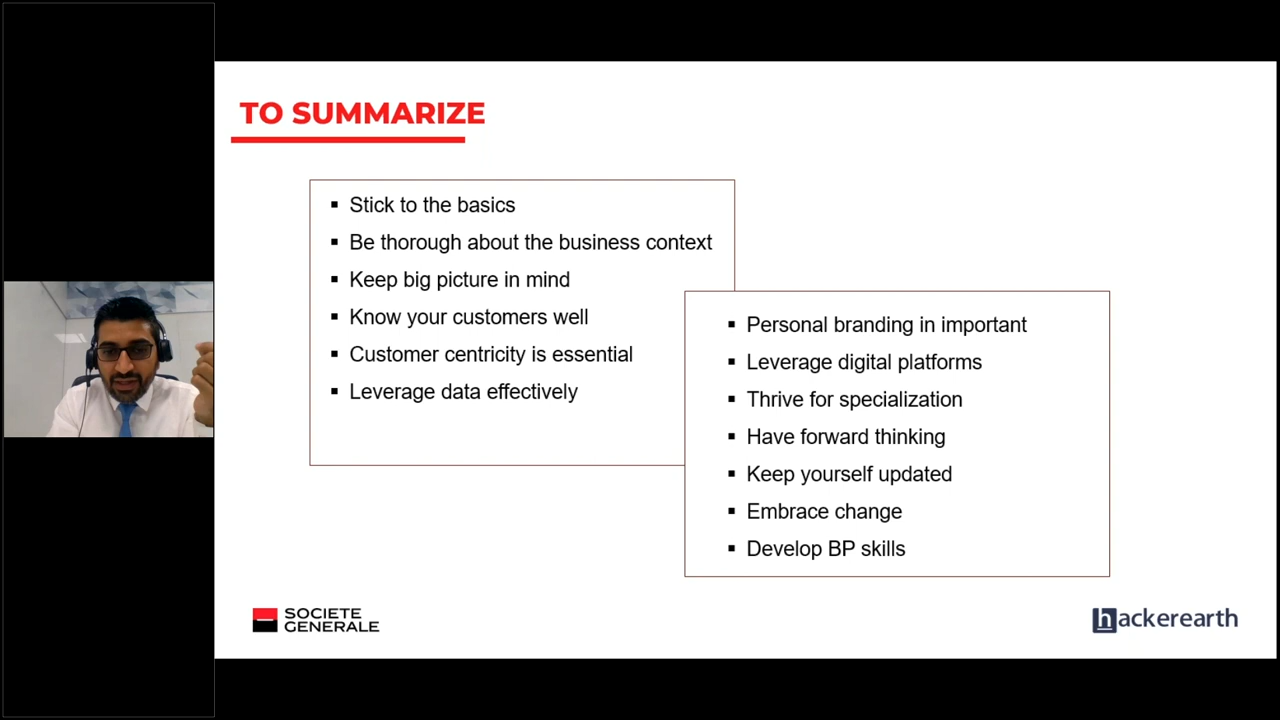 TO SUMMARIZE
Stick to the basics
Be thorough about the business context
Keep big picture in mind
Know your customers well
Customer centricity is essential
Leverage data effectively
Personal branding in important
Leverage digital platforms
Thrive for specialization
Have forward thinking
Keep yourself updated
Embrace change
Develop BP skills
SOCIETE
GENERALE
hackerearth